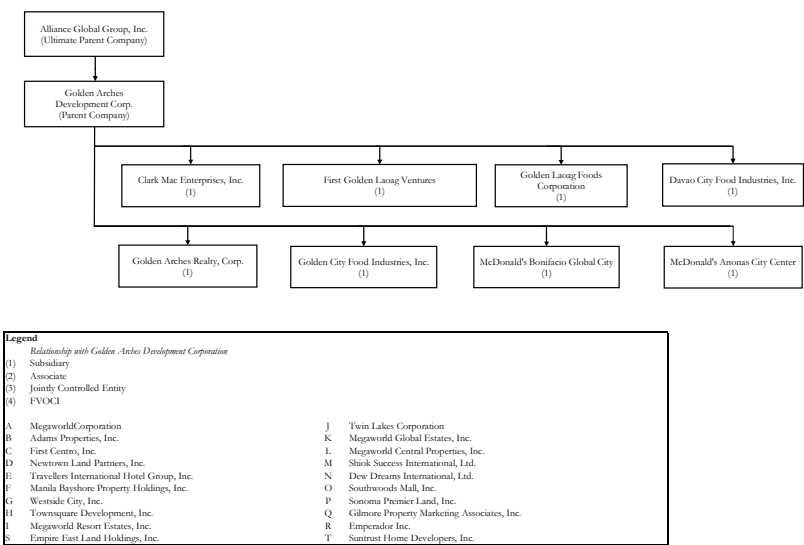 Alliance Global Group, Inc.
(Ultimate Parent Company)
Golden Arches
Development Corp.
(Parent Company)
Clark Mac Enterprises, Inc.
(1)
First Golden Laoag Ventures
(1)
Golden Laoag Foods
Corporation
(1)
Davao City Food Industries, Inc.
(1)
Golden Arches Realty, Corp.
(1)
Golden City Food Industries, Inc.
(1)
McDonald's Bonifacio Global City
(1)
McDonald's Anonas City Center
(1)
Legend
Relationship with Golden Arches Development Corporation
(1) Subsidiary
(2) Associate
(3) Jointly Controlled Entity
(4) FVOCI
A MegaworldCorporation
B Adams Properties, Inc.
C First Centro, Inc.
D Newtown Land Partners, Inc.
E Travellers International Hotel Group, Inc.
F Manila Bayshore Property Holdings, Inc.
G Westside City, Inc.
H Townsquare Development, Inc.
I Megaworld Resort Estates, Inc.
S Empire East Land Holdings, Inc.
J Twin Lakes Corporation
K Megaworld Global Estates, Inc.
L Megaworld Central Properties, Inc.
M Shiok Success International, Ltd.
N Dew Dreams International, Ltd.
O Southwoods Mall, Inc.
P Sonoma Premier Land, Inc.
Q Gilmore Property Marketing Associates, Inc.
R Emperador Inc.
T Suntrust Home Developers, Inc.